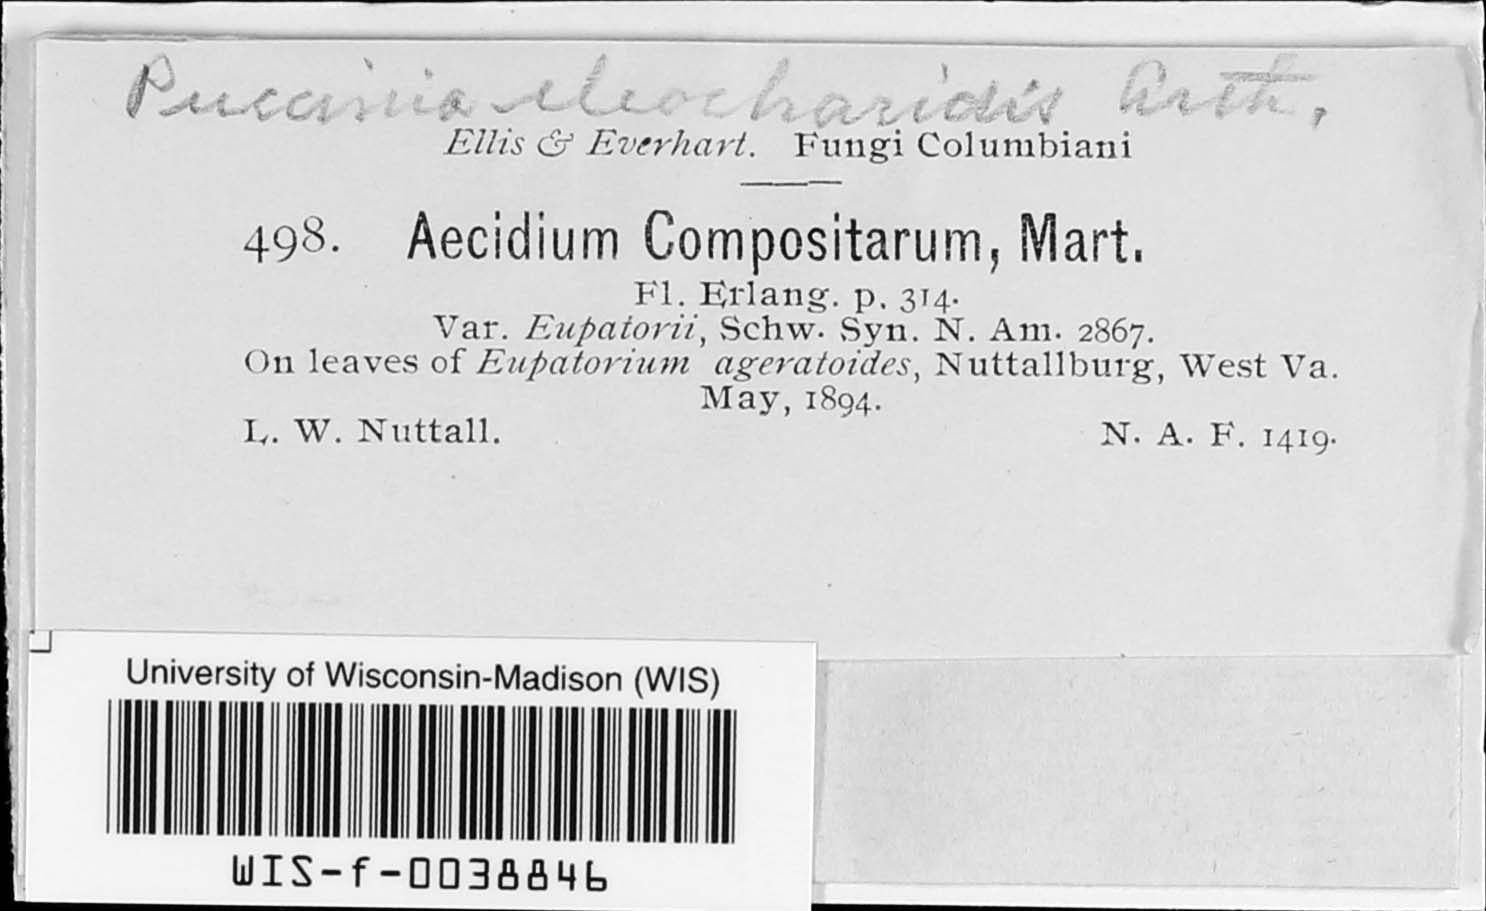 Puccinia eleocharidis Arth.
Ellis & Everhart. Fungi Columbiani
498. Aecidium Compositarum, Mart.
Fl. Erlang. p. 314.
Var. Eupatorii, Schw. Syn. N. Am. 2867.
On leaves of Eupatorium ageratoides, Nuttallburg, West Va.
May, 1894.
L. W. Nuttall. N. A. F. 1419.
University of Wisconsin-Madison (WIS)
WIS-f-0038846